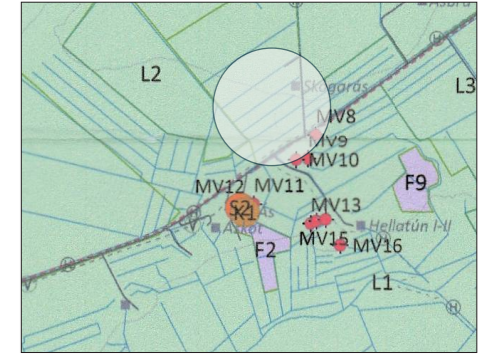 H
L2
Skógarás
L3
MV8
MV9
MV10
MV12 MV11
F9
S2
K1
MV13
Hellatún I-II
Áskot
MV15
F2
MV16
H
L1
H
V